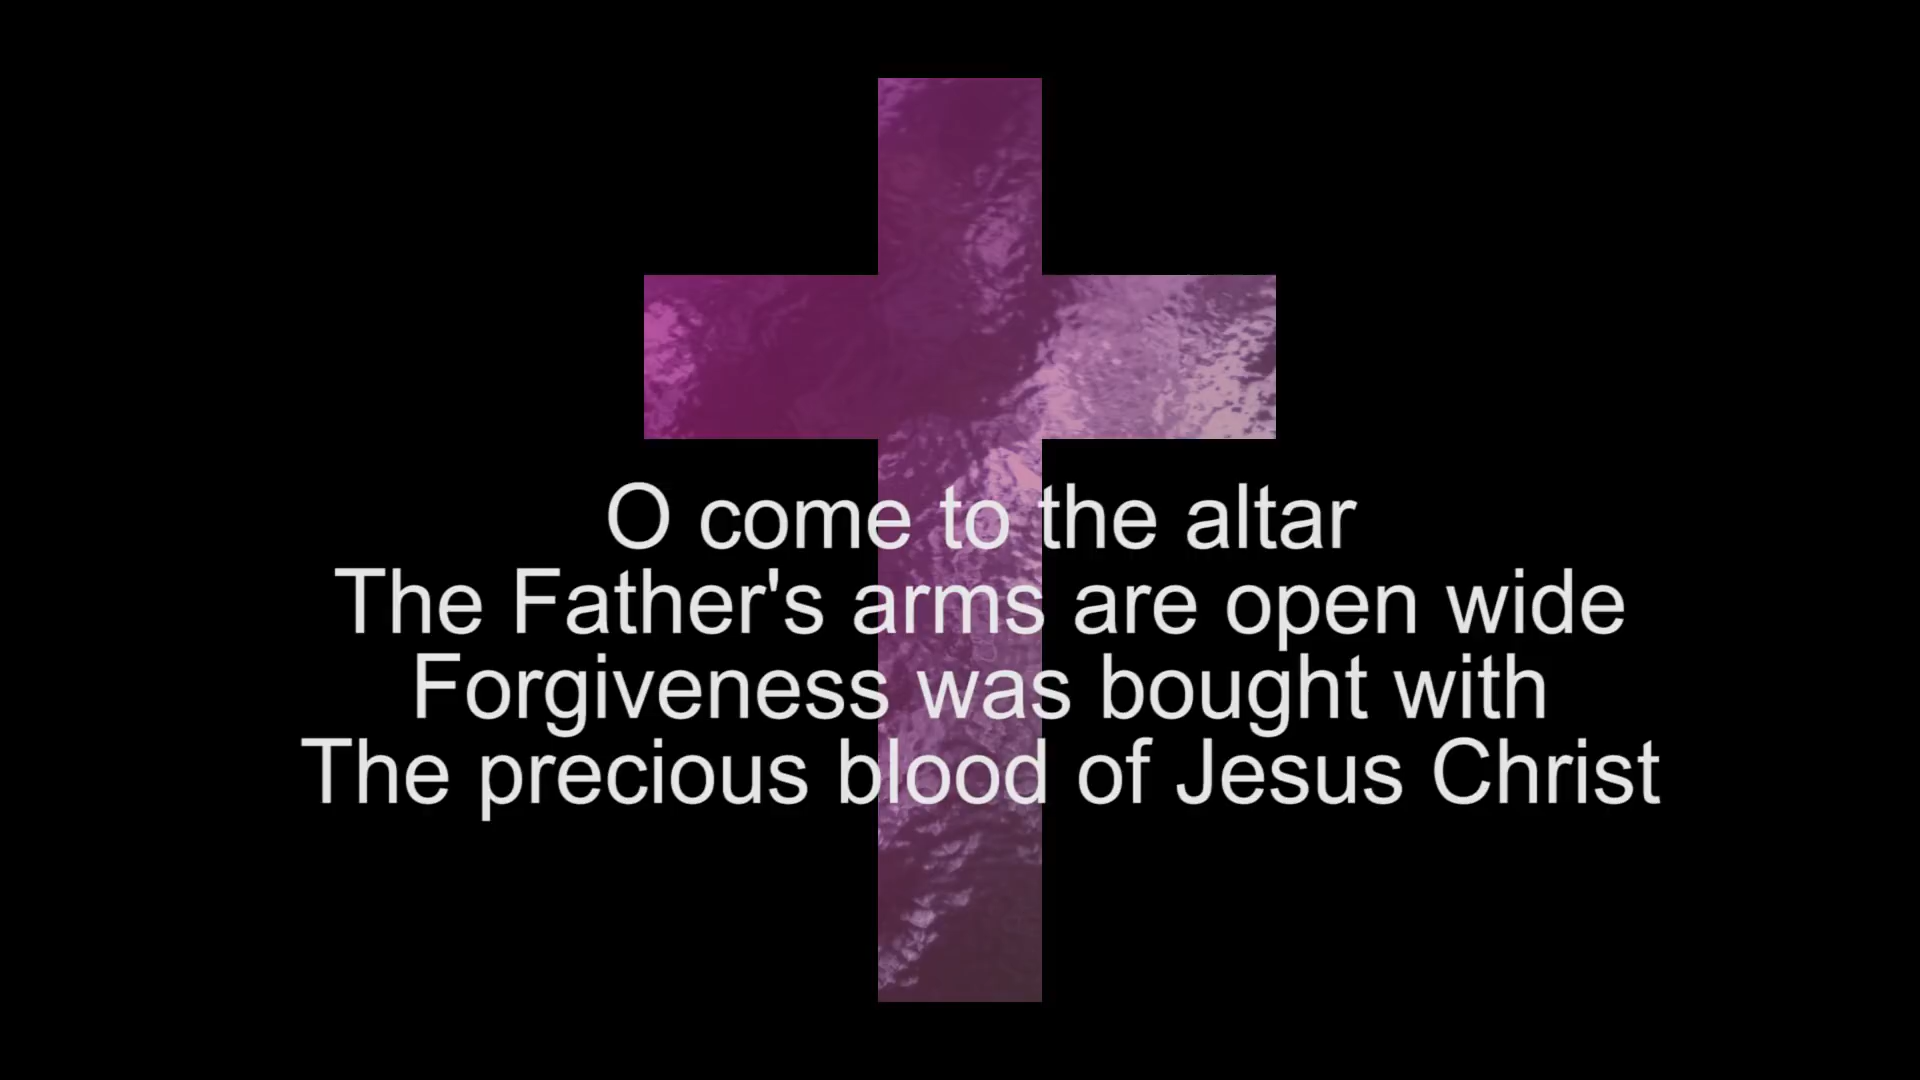 O come to the altar
The Father's arms are open wide
Forgiveness was bought with
The precious blood of Jesus Christ